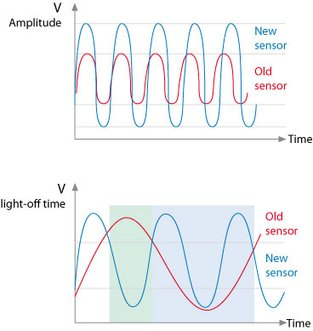 V
Amplitude
New
sensor
Old
sensor
Time
V
light-off time
Old
sensor
New
sensor
Time